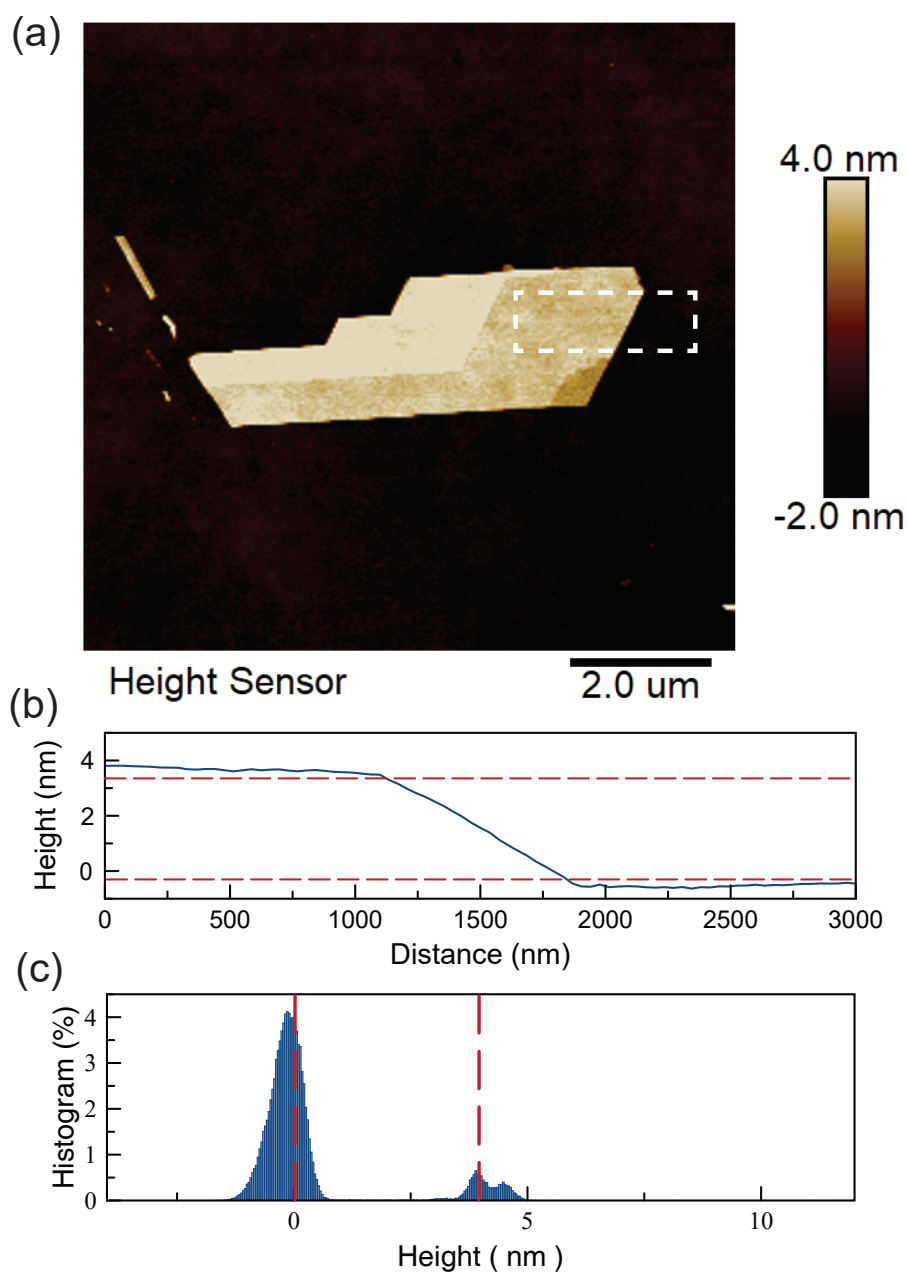 (a)
4.0 nm
-2.0 nm
Height Sensor
2.0 um
(b)
Height (nm)
4
2
0
0 500 1000 1500 2000 2500 3000
Distance (nm)
(c)
Histogram (%)
4
3
2
1
0
0 5 10
Height ( nm )